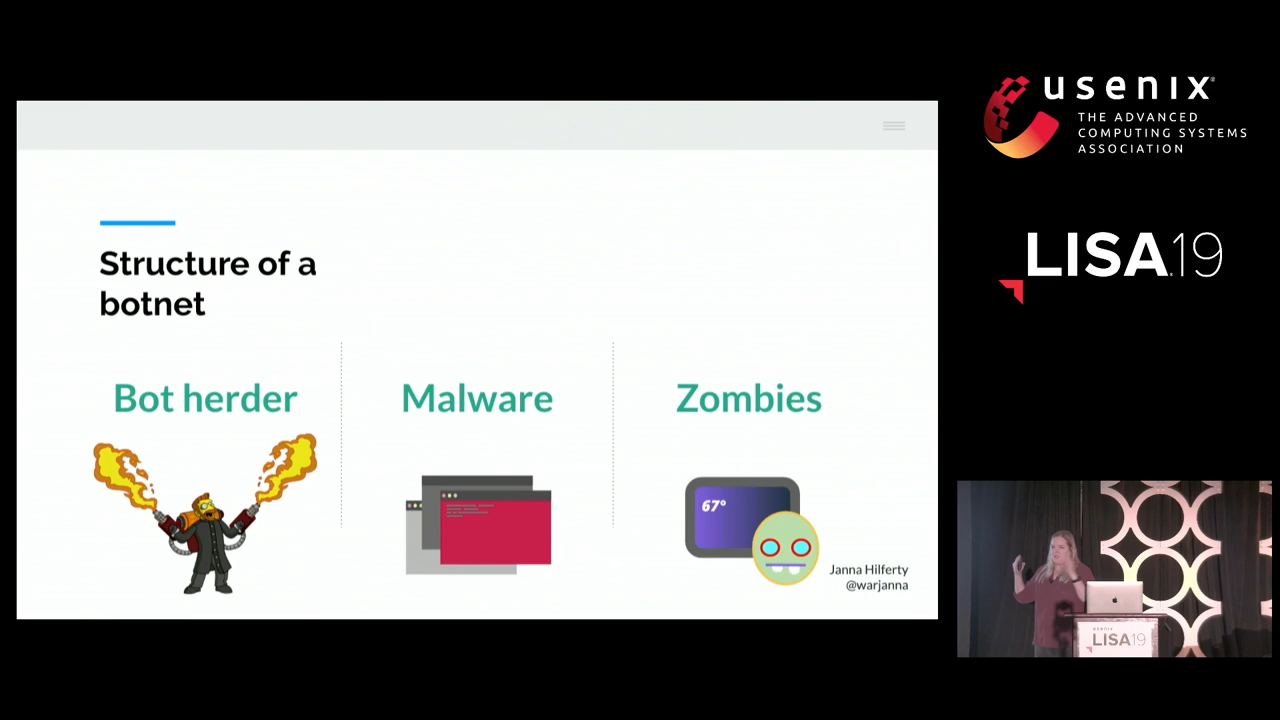 Structure of a
botnet
Bot herder
Malware
Zombies
67°
Janna Hilferty
@warjanna
usenix
THE ADVANCED
COMPUTING SYSTEMS
ASSOCIATION
LISA19
usenix
LISA19